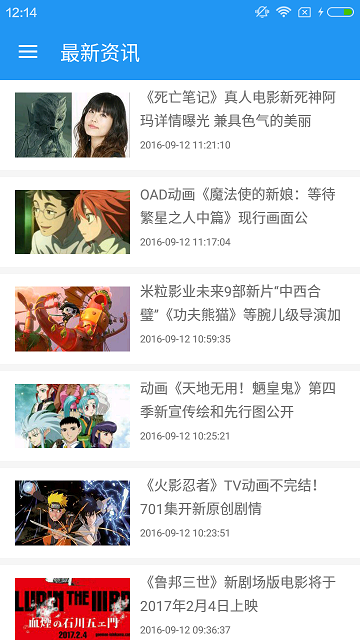 12:14
最新资讯
《死亡笔记》真人电影新死神阿
玛详情曝光 兼具色气的美丽
2016-09-12 11:21:10
OAD动画《魔法使的新娘：等待
繁星之人中篇》现行画面公
2016-09-12 11:17:04
米粒影业未来9部新片“中西合
璧”《功夫熊猫》等腕儿级导演加
2016-09-12 10:59:35
动画《天地无用！魉皇鬼》第四
季新宣传绘和先行图公开
2016-09-12 10:25:21
《火影忍者》TV动画不完结！
701集开新原创剧情
2016-09-12 10:23:51
《鲁邦三世》新剧场版电影将于
2017年2月4日上映
2016-09-12 09:36:37
LUPIN THE IIIRD
血煙の石川五ェ門
2017.2.4